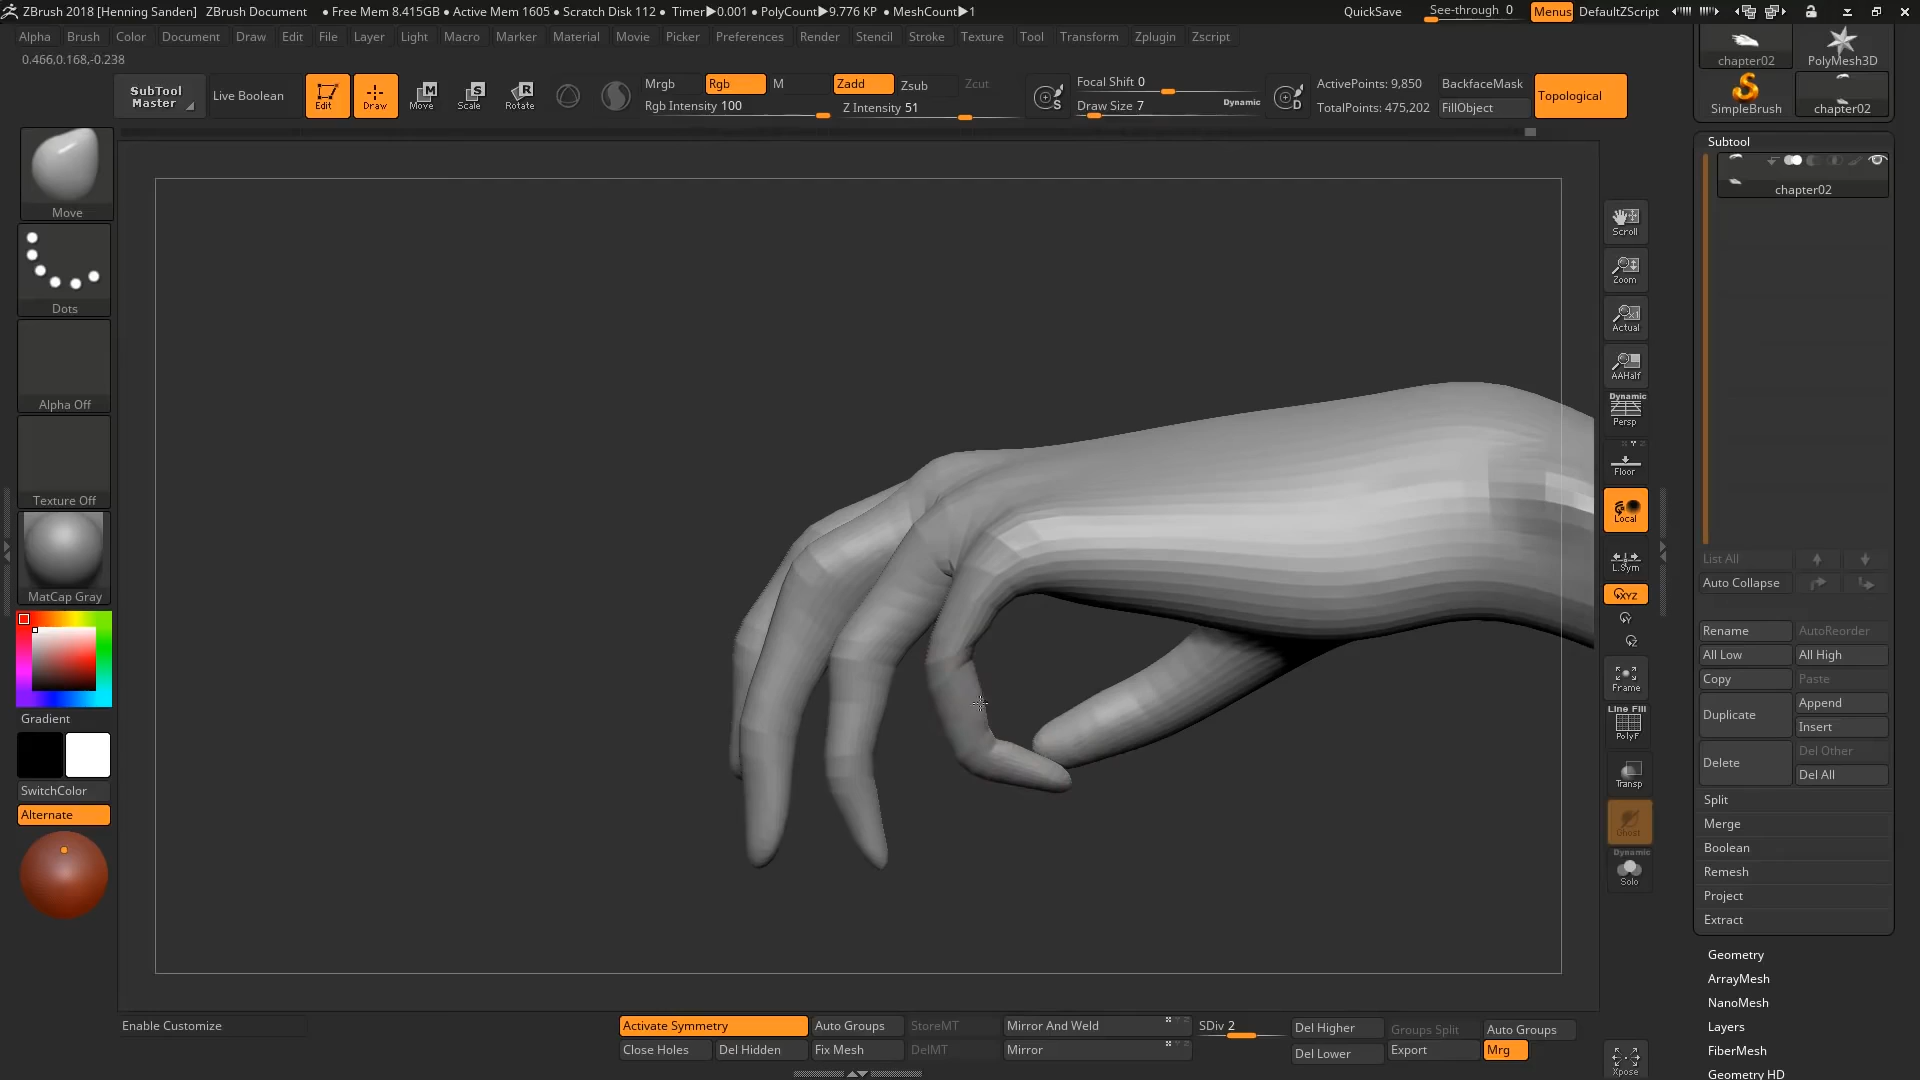 ZBrush 2018 [Henning Sanden] ZBrush Document • Free Mem 8.415GB • Active Mem 1605 • Scratch Disk 112 • Timer▶0.001 • PolyCount▶9.776 KP • MeshCount▶1 QuickSave See-through 0 Menus DefaultZScript
Alpha Brush Color Document Draw Edit File Layer Light Macro Marker Material Movie Picker Preferences Render Stencil Stroke Texture Tool Transform Zplugin Zscript
0.466,0.168,-0.238
SubTool Master
Live Boolean
Edit Draw Move Scale Rotate
Mrgb Rgb M Zadd Zsub Zcut
Rgb Intensity 100 Z Intensity 51
Focal Shift 0
Draw Size 7 Dynamic
ActivePoints: 9,850 BackfaceMask
TotalPoints: 475,202 FillObject
Topological
chapter02 PolyMesh3D
SimpleBrush chapter02
Move
Dots
Alpha Off
Texture Off
MatCap Gray
Gradient
SwitchColor
Alternate
Scroll
Zoom
Actual
AAHalf
Dynamic
Persp
Floor
Local
L.Sym
XYZ
Frame
Line Fill
PolyF
Transp
Ghost
Dynamic
Solo
Xpose
Subtool
chapter02
List All
Auto Collapse
Rename AutoReorder
All Low All High
Copy Paste
Duplicate Append
Insert
Delete Del Other
Del All
Split
Merge
Boolean
Remesh
Project
Extract
Geometry
ArrayMesh
NanoMesh
Layers
FiberMesh
Geometry HD
Enable Customize
Activate Symmetry Auto Groups StoreMT Mirror And Weld SDiv 2 Del Higher Groups Split Auto Groups
Close Holes Del Hidden Fix Mesh DelMT Mirror Del Lower Export Mrg